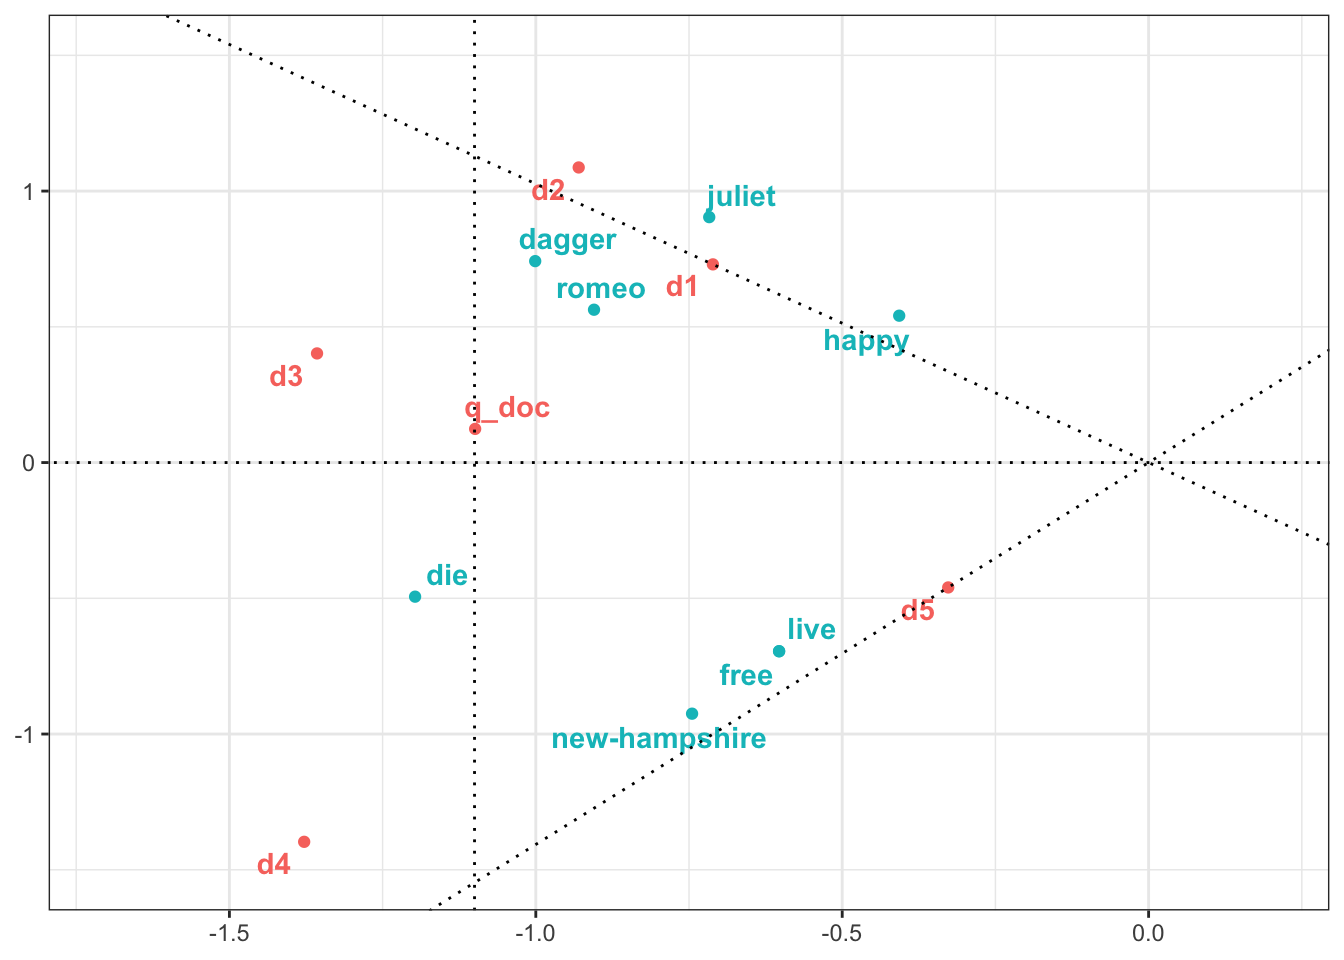 d2
juliet
1
dagger
romeo
d1
happy
d3
q_doc
0
die
d5
live
free
new-hampshire
-1
d4
-1.5
-1.0
-0.5
0.0